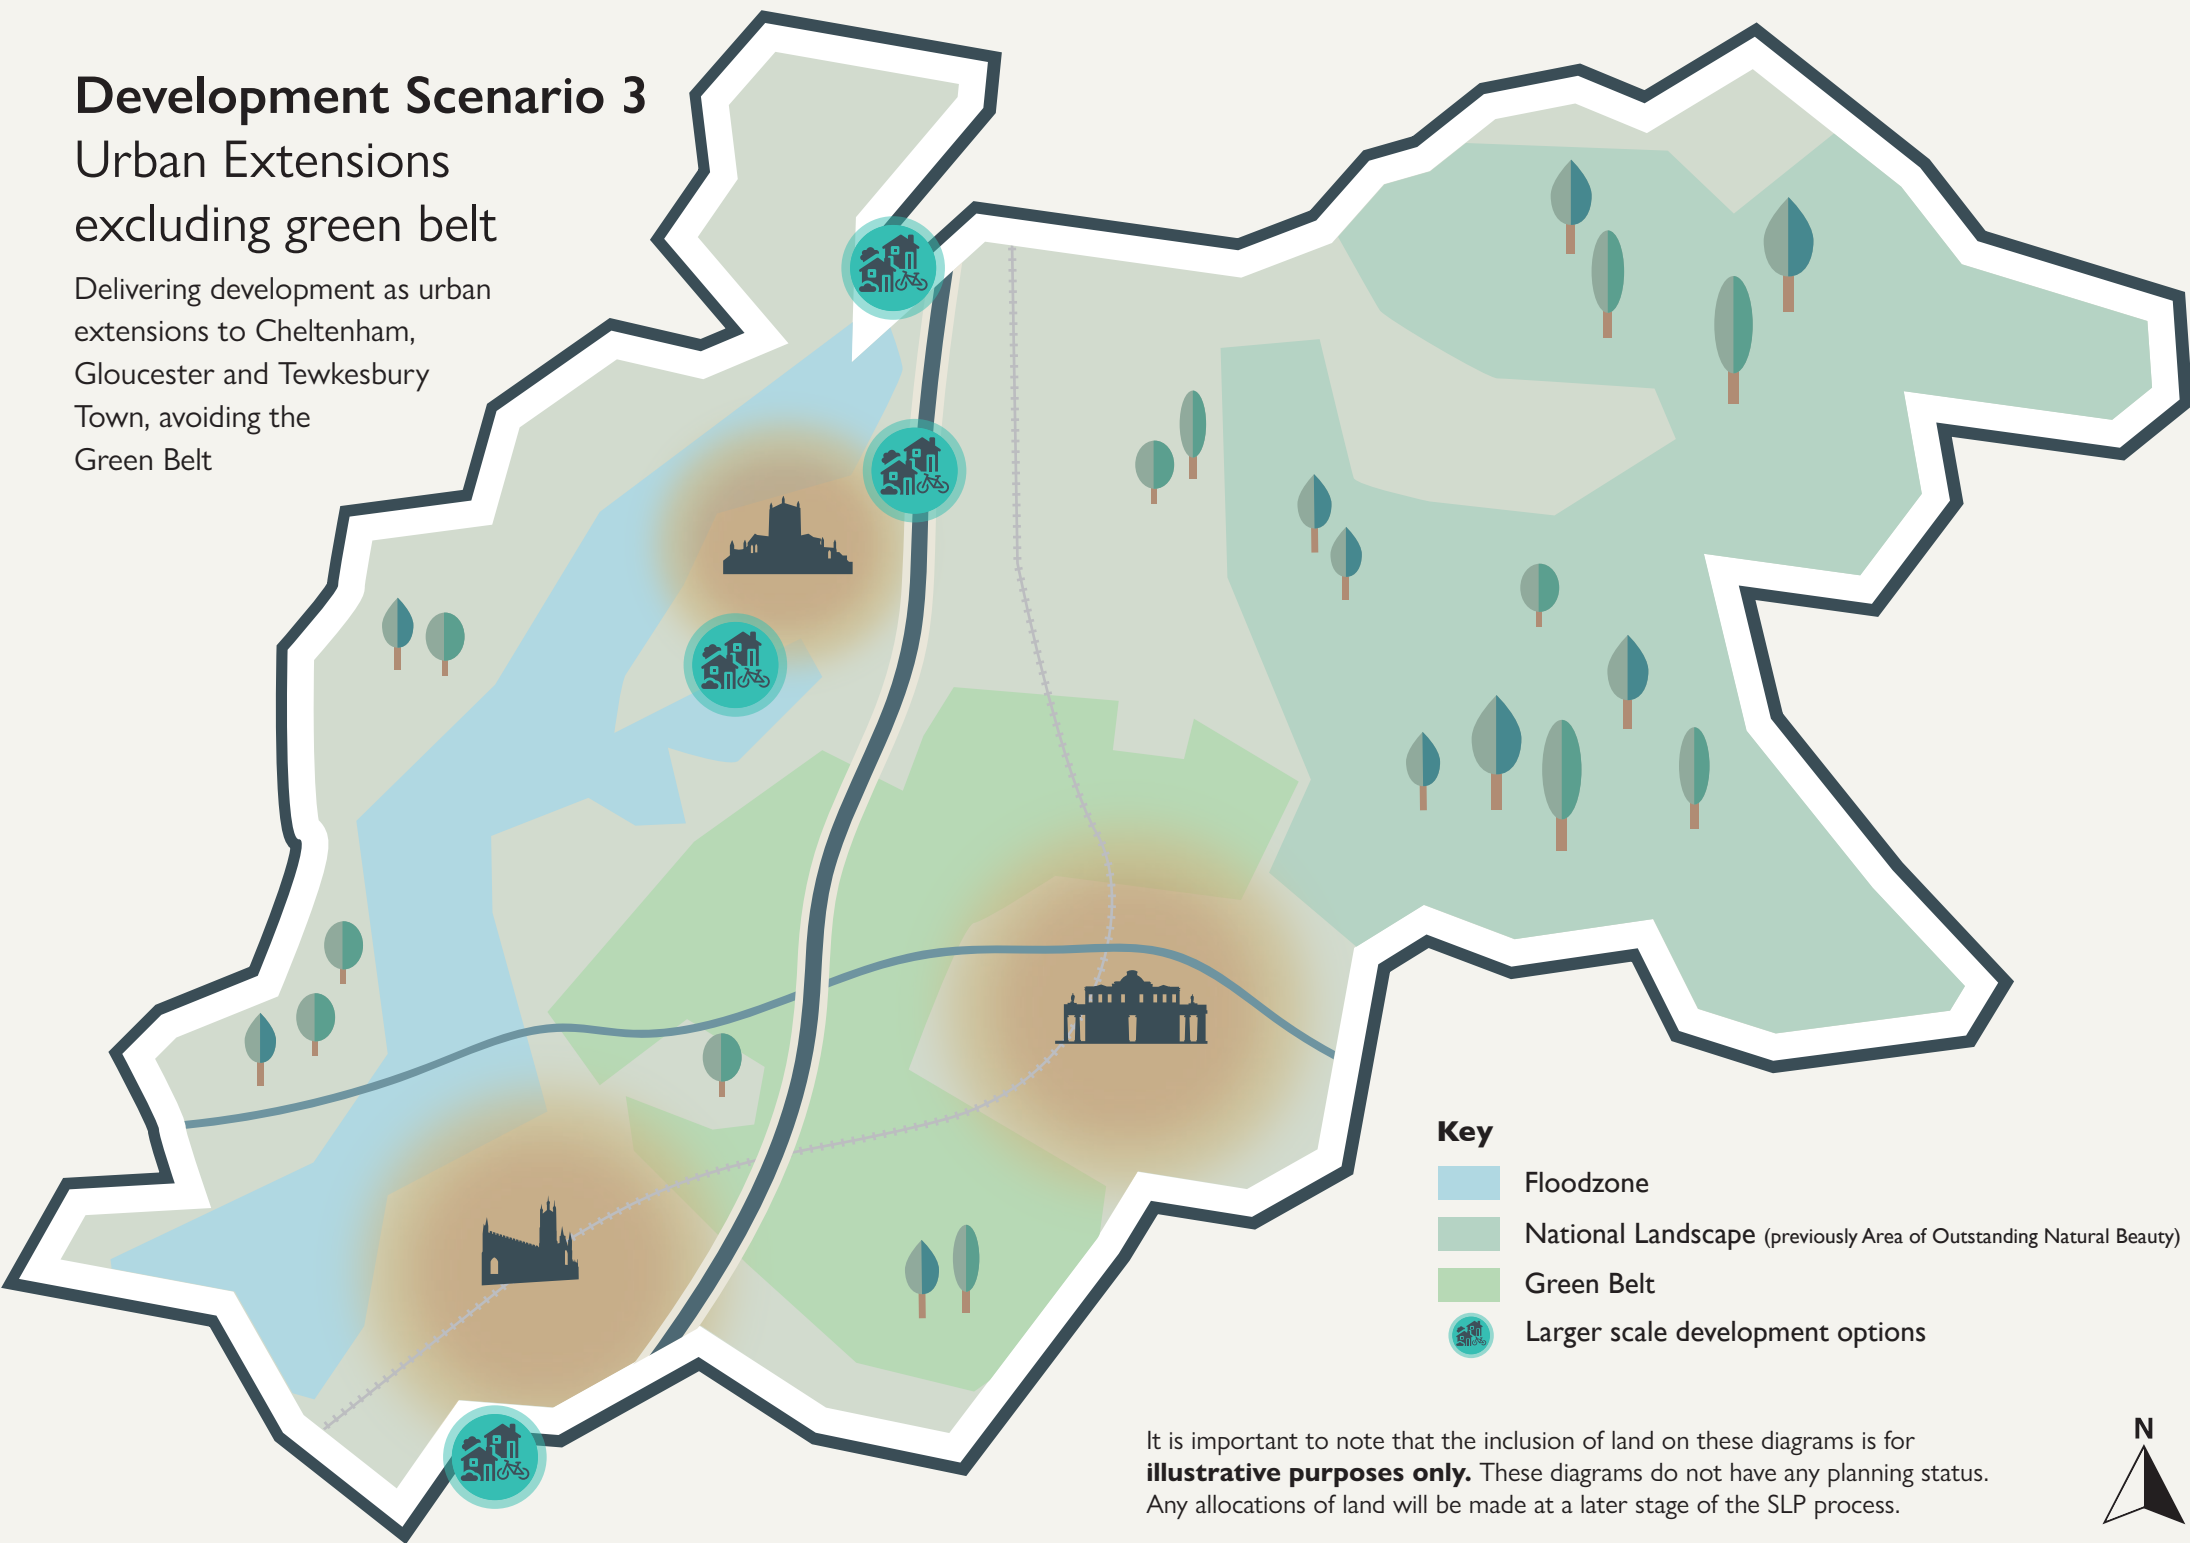 Development Scenario 3
Urban Extensions
excluding green belt
Delivering development as urban
extensions to Cheltenham,
Gloucester and Tewkesbury
Town, avoiding the
Green Belt
Key
Floodzone
National Landscape (previously Area of Outstanding Natural Beauty)
Green Belt
Larger scale development options
It is important to note that the inclusion of land on these diagrams is for
illustrative purposes only. These diagrams do not have any planning status.
Any allocations of land will be made at a later stage of the SLP process.
N